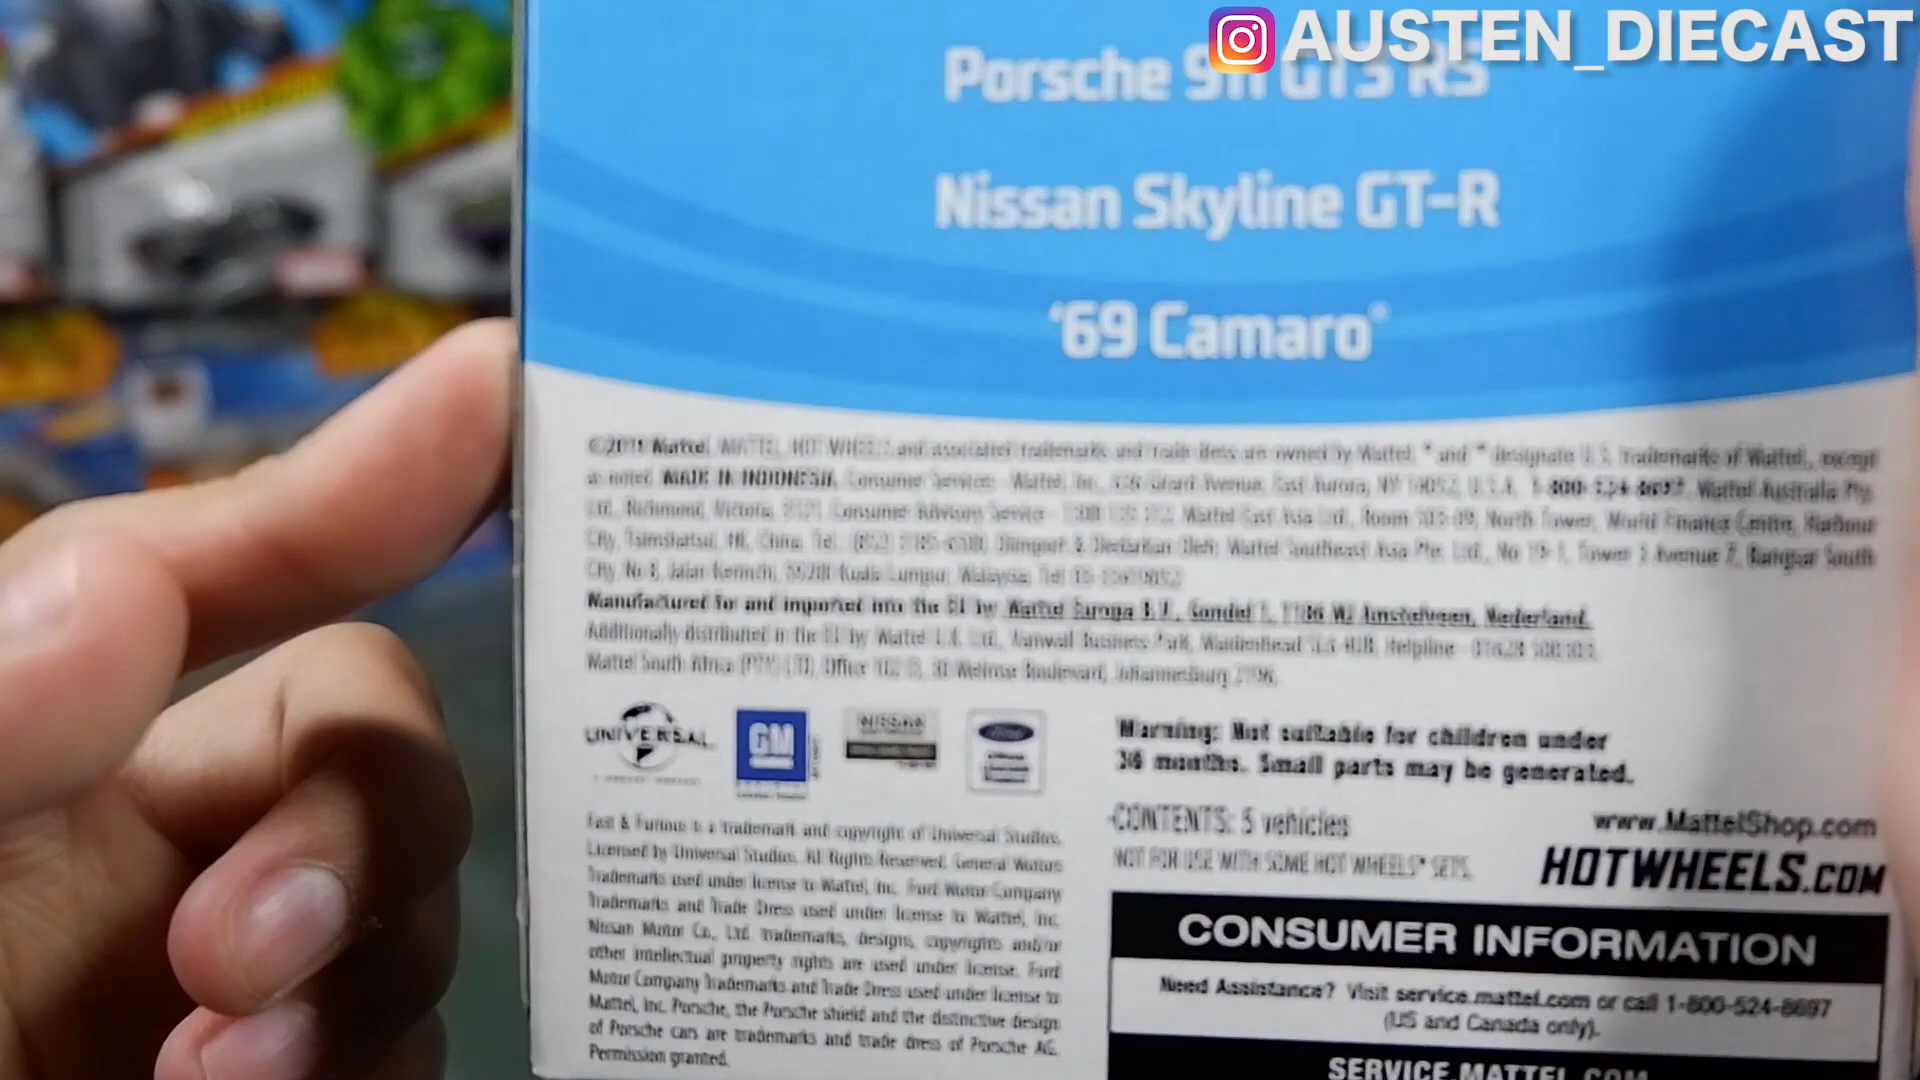 AUSTEN_DIECAST
Porsche 911 GT3 RS
Nissan Skyline GT-R
'69 Camaro®
Mattel, MATTEL, HOT WHEELS and associated trademarks and trade dress are owned by Mattel. ® and ™ designate U.S. trademarks of Mattel, except
as noted. MADE IN INDONESIA. Consumer Services: Mattel, Inc., 636 Girard Avenue, East Aurora, NY 14052, U.S.A. 1-800-524-8697. Mattel Australia Pty.
Ltd., Richmond, Victoria. 3121. Consumer Advisory Service - Mattel East Asia Ltd., Room 503-09, North Tower, World Finance Centre, Harbour
City, Tsimshatsui, HK, China. Tel. Diimport & Diedarkan Oleh: Mattel Southeast Asia Pte. Ltd., No 19-1, Tower 3 Avenue 7, Bangsar South
City, No 8, Jalan Kerinchi, 59200 Kuala Lumpur, Malaysia. Tel:
Manufactured for and imported into the EU by Mattel Europa B.V., Gondel 1, 1186 MJ Amstelveen, Nederland.
Additionally distributed in the EU by Mattel U.K. Ltd., Vanwall Business Park, Maidenhead SL6 4UB. Helpline -
Mattel South Africa (PTY) LTD, Office 102 30 Melrose Boulevard, Johannesburg 2196.
UNIVERSAL
GM
NISSAN
Ford
Warning: Not suitable for children under
36 months. Small parts may be generated.
Fast & Furious is a trademark and copyright of Universal Studios.
Licensed by Universal Studios. All Rights Reserved. General Motors
Trademarks used under license to Mattel, Inc. Ford Motor Company
Trademarks and Trade Dress used under license to Mattel, Inc.
Nissan Motor Co., Ltd. trademarks, designs, copyrights and/or
other intellectual property rights are used under license. Ford
Motor Company Trademarks and Trade Dress used under license to
Mattel, Inc. Porsche, the Porsche shield and the distinctive design
of Porsche cars are trademarks and trade dress of Porsche AG.
Permission granted.
-CONTENTS: 5 vehicles
NOT FOR USE WITH SOME HOT WHEELS® SETS.
www.MattelShop.com
HOTWHEELS.COM
CONSUMER INFORMATION
Need Assistance? Visit service.mattel.com or call 1-800-524-8697
(US and Canada only).
SERVICE.MATTEL.COM